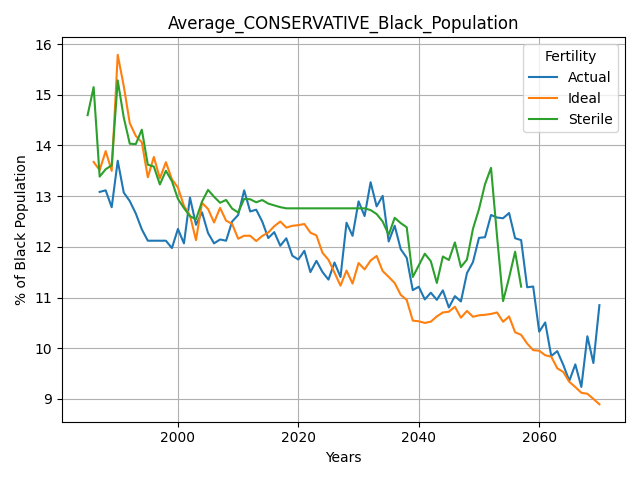 Average_CONSERVATIVE_Black_Population
% of Black Population
16
15
14
13
12
11
10
9
2000
2020
2040
2060
Years
Fertility
Actual
Ideal
Sterile